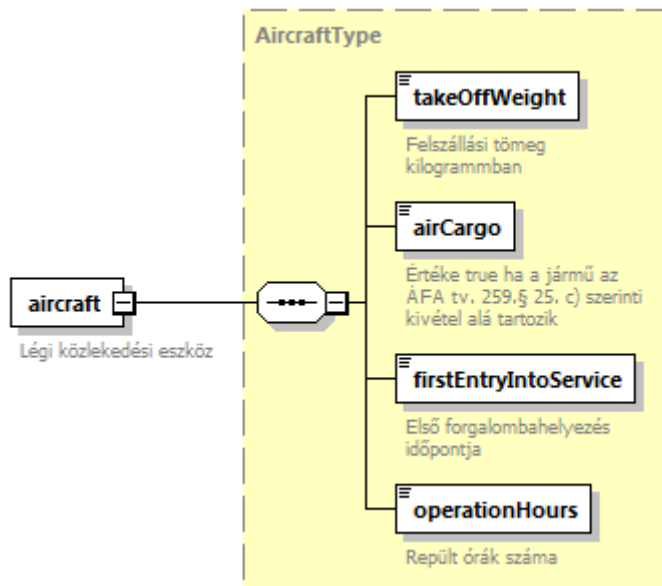 AircraftType
takeOffWeight
Felszállási tömeg
kilogrammban
airCargo
Értéke true ha a jármű az
ÁFA tv. 259.§ 25. c) szerinti
kivétel alá tartozik
aircraft
Légi közlekedési eszköz
firstEntryIntoService
Első forgalombahelyezés
időpontja
operationHours
Repült órák száma